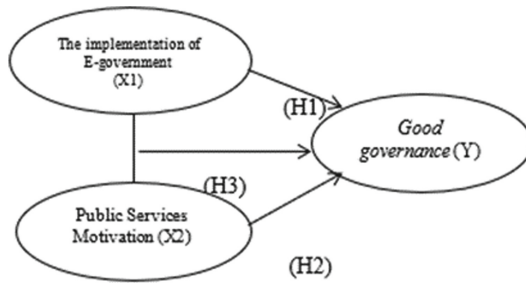 The implementation of
E-government
(X1)
(H1)
Good
governance (Y)
(H3)
Public Services
Motivation (X2)
(H2)